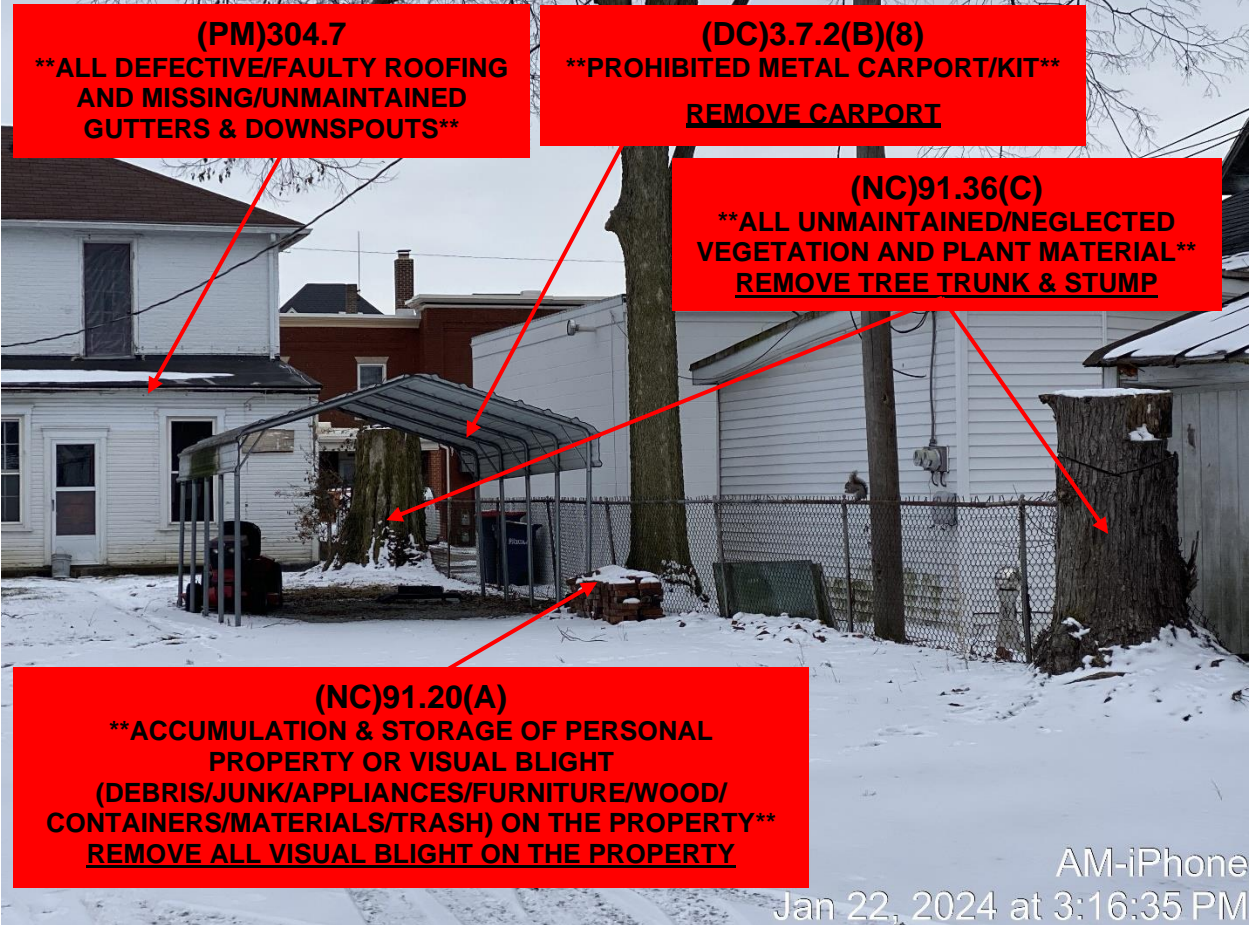 (PM)304.7
**ALL DEFECTIVE/FAULTY ROOFING
AND MISSING/UNMAINTAINED
GUTTERS & DOWNSPOUTS**
(DC)3.7.2(B)(8)
**PROHIBITED METAL CARPORT/KIT**
REMOVE CARPORT
(NC)91.36(C)
**ALL UNMAINTAINED/NEGLECTED
VEGETATION AND PLANT MATERIAL**
REMOVE TREE TRUNK & STUMP
(NC)91.20(A)
**ACCUMULATION & STORAGE OF PERSONAL
PROPERTY OR VISUAL BLIGHT
(DEBRIS/JUNK/APPLIANCES/FURNITURE/WOOD/
CONTAINERS/MATERIALS/TRASH) ON THE PROPERTY**
REMOVE ALL VISUAL BLIGHT ON THE PROPERTY
AM-iPhone
Jan 22, 2024 at 3:16:35 PM